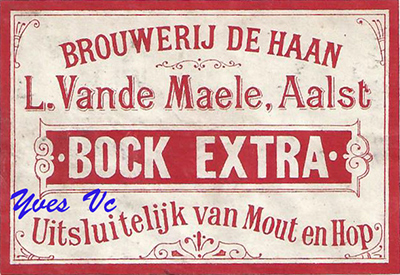 BROUWERIJ DE HAAN
L. Vande Maele, Aalst
· BOCK EXTRA ·
Yves Vc
Uitsluitelijk van Mout en Hop